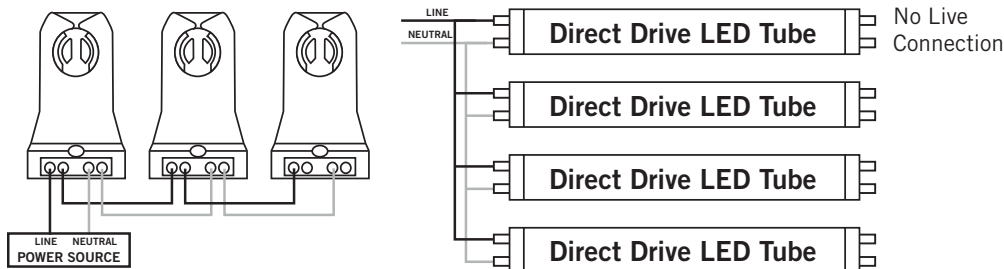 LINE NEUTRAL
POWER SOURCE
LINE
NEUTRAL
Direct Drive LED Tube
No Live
Connection
Direct Drive LED Tube
Direct Drive LED Tube
Direct Drive LED Tube